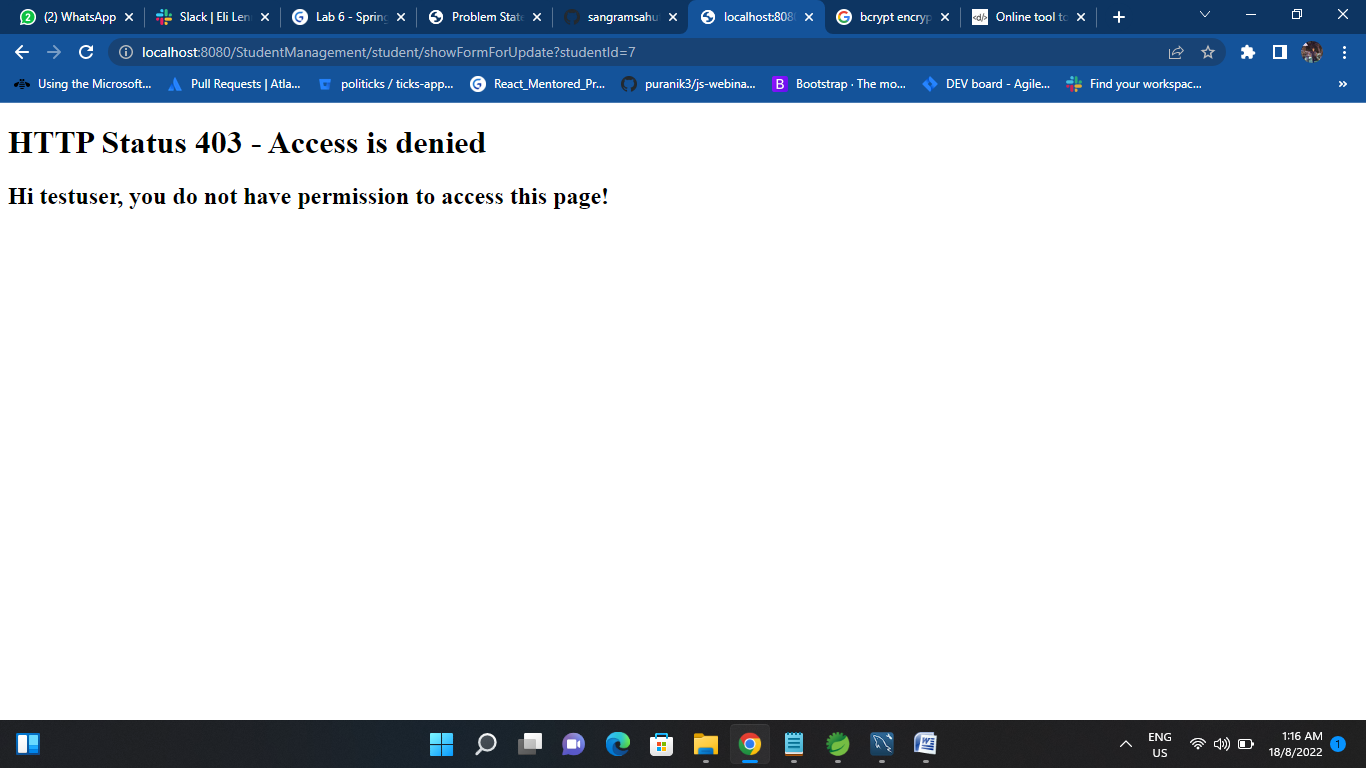 (2) WhatsApp
Slack | Eli Len
Lab 6 - Spring
Problem State
sangramsahu
localhost:808
bcrypt encryp
Online tool to
localhost:8080/StudentManagement/student/showFormForUpdate?studentId=7
Using the Microsoft...
Pull Requests | Atla...
politicks / ticks-app...
React_Mentored_Pr...
puranik3/js-webina...
B
Bootstrap · The mo...
DEV board - Agile...
Find your workspac...
»
HTTP Status 403 - Access is denied
Hi testuser, you do not have permission to access this page!
ENG
US
1:16 AM
18/8/2022
1